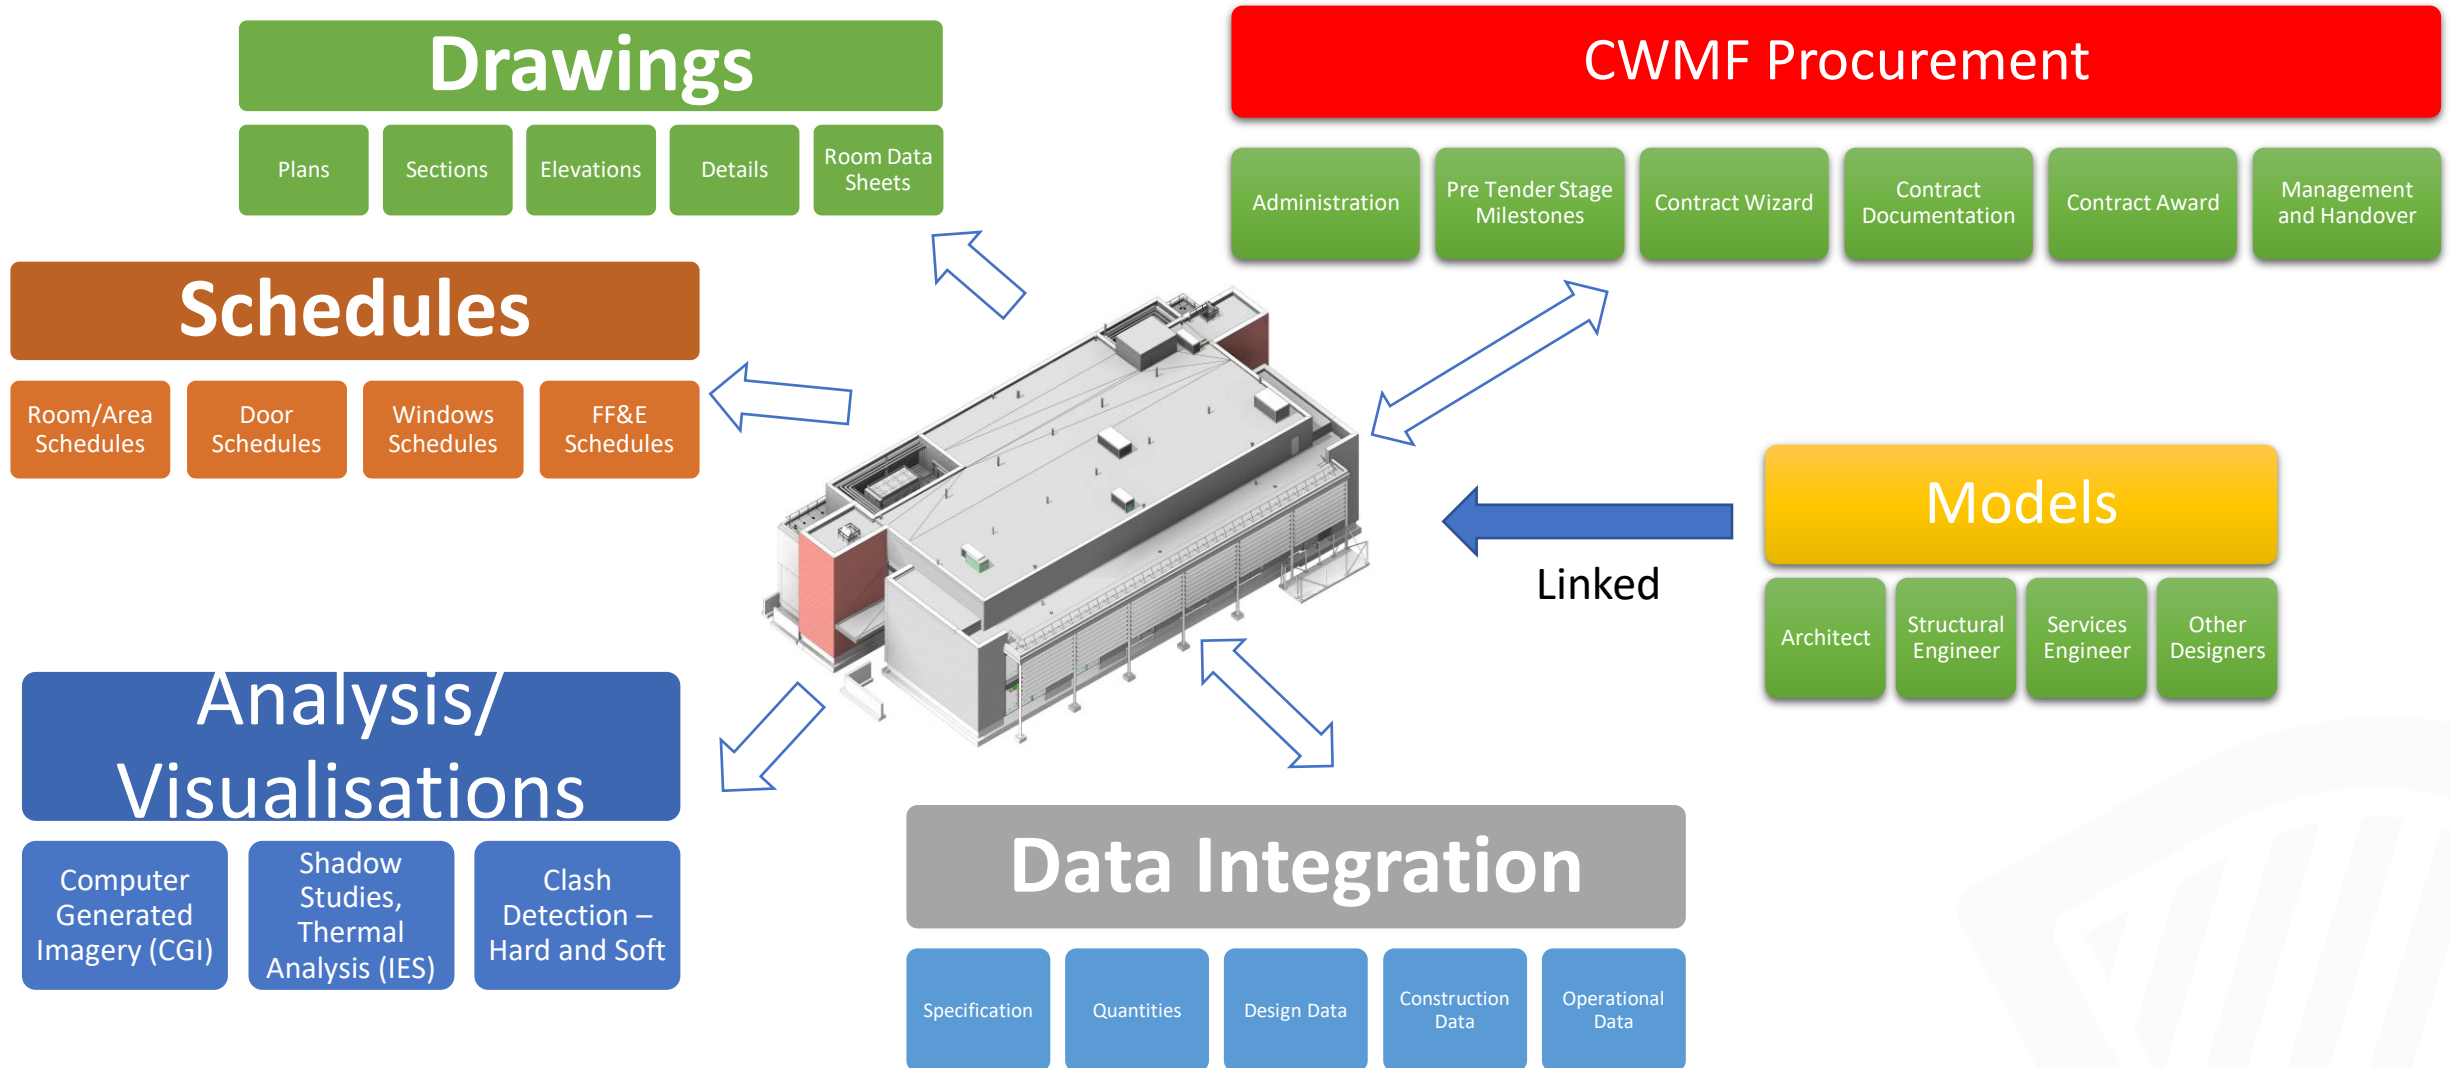 Drawings
Plans
Sections
Elevations
Details
Room Data
Sheets
CWMF Procurement
Administration
Pre Tender Stage
Milestones
Contract Wizard
Contract
Documentation
Contract Award
Management
and Handover
Schedules
Room/Area
Schedules
Door
Schedules
Windows
Schedules
FF&E
Schedules
Models
Architect
Structural
Engineer
Services
Engineer
Other
Designers
Linked
Analysis/
Visualisations
Computer
Generated
Imagery (CGI)
Shadow
Studies,
Thermal
Analysis (IES)
Clash
Detection –
Hard and Soft
Data Integration
Specification
Quantities
Design Data
Construction
Data
Operational
Data